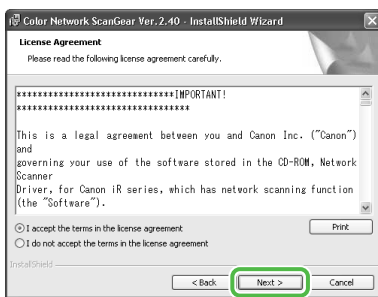 Color Network ScanGear Ver.2.40 - InstallShield Wizard
License Agreement
Please read the following license agreement carefully.
******************************IMPORTANT!
*********************************
This is a legal agreement between you and Canon Inc. ("Canon")
and
governing your use of the software stored in the CD-ROM, Network
Scanner
Driver, for Canon iR series, which has network scanning function
(the "Software").
I accept the terms in the license agreement
Print
I do not accept the terms in the license agreement
InstallShield
< Back
Next >
Cancel